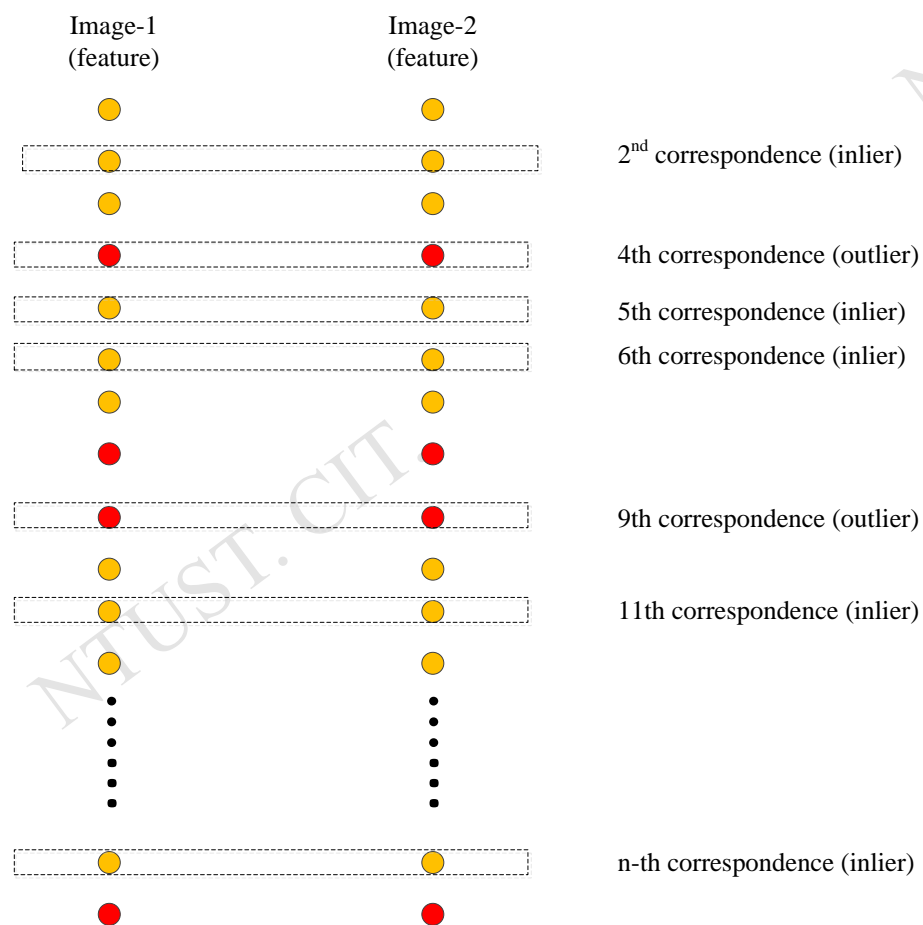 Image-1
(feature)
Image-2
(feature)
2nd correspondence (inlier)
4th correspondence (outlier)
5th correspondence (inlier)
6th correspondence (inlier)
9th correspondence (outlier)
11th correspondence (inlier)
n-th correspondence (inlier)
NTUST. CIT.